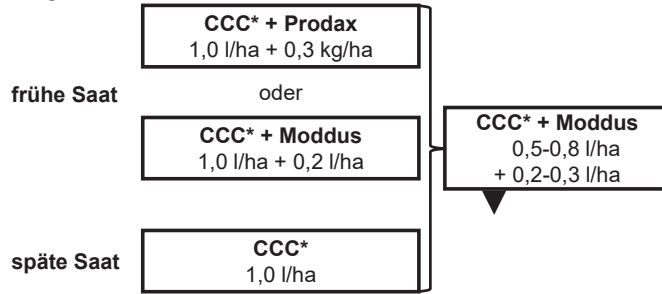 CCC* + Prodax
1,0 l/ha + 0,3 kg/ha
frühe Saat
oder
CCC* + Moddus
1,0 l/ha + 0,2 l/ha
CCC* + Moddus
0,5-0,8 l/ha
+ 0,2-0,3 l/ha
späte Saat
CCC*
1,0 l/ha